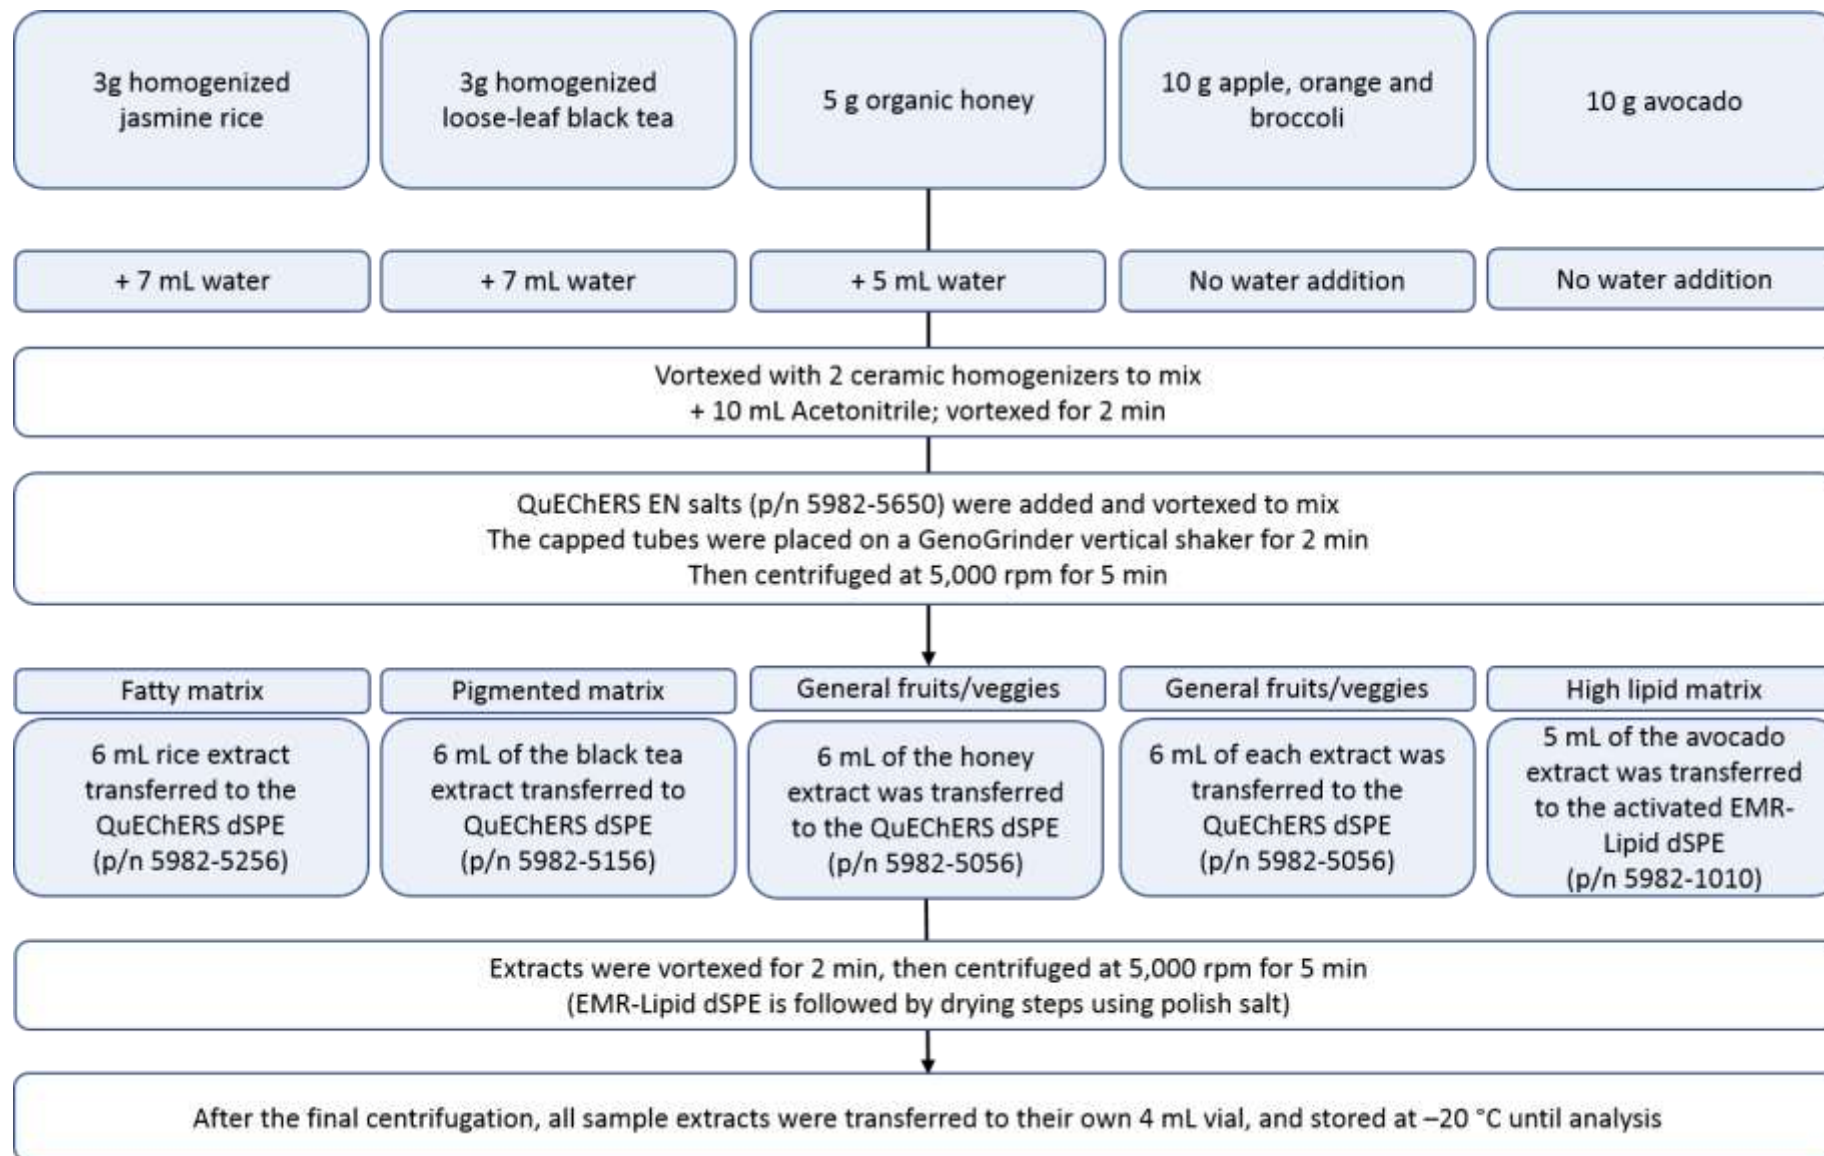 3g homogenized
jasmine rice
3g homogenized
loose-leaf black tea
5 g organic honey
10 g apple, orange and
broccoli
10 g avocado
+ 7 mL water
+ 7 mL water
+ 5 mL water
No water addition
No water addition
Vortexed with 2 ceramic homogenizers to mix
+ 10 mL Acetonitrile; vortexed for 2 min
QuEChERS EN salts (p/n 5982-5650) were added and vortexed to mix
The capped tubes were placed on a GenoGrinder vertical shaker for 2 min
Then centrifuged at 5,000 rpm for 5 min
Fatty matrix
Pigmented matrix
General fruits/veggies
General fruits/veggies
High lipid matrix
6 mL rice extract
transferred to the
QuEChERS dSPE
(p/n 5982-5256)
6 mL of the black tea
extract transferred to
QuEChERS dSPE
(p/n 5982-5156)
6 mL of the honey
extract was transferred
to the QuEChERS dSPE
(p/n 5982-5056)
6 mL of each extract was
transferred to the
QuEChERS dSPE
(p/n 5982-5056)
5 mL of the avocado
extract was transferred
to the activated EMR-
Lipid dSPE
(p/n 5982-1010)
Extracts were vortexed for 2 min, then centrifuged at 5,000 rpm for 5 min
(EMR-Lipid dSPE is followed by drying steps using polish salt)
After the final centrifugation, all sample extracts were transferred to their own 4 mL vial, and stored at –20 °C until analysis